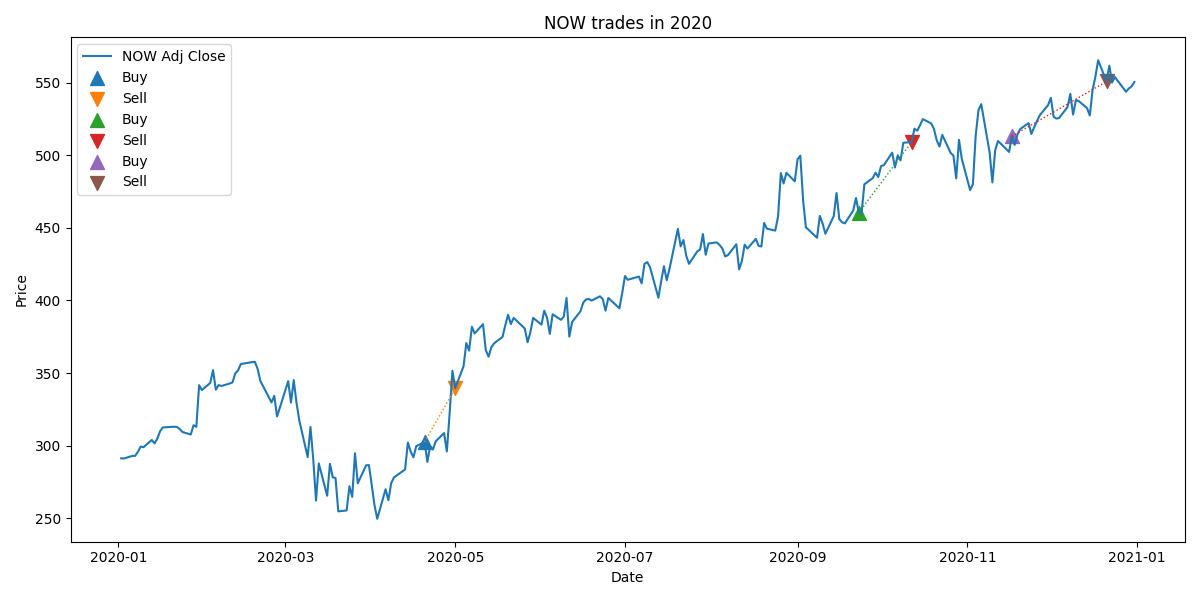 NOW trades in 2020
NOW Adj Close
Buy
Sell
Buy
Sell
Buy
Sell
550
500
450
400
350
300
250
Price
2020-01
2020-03
2020-05
2020-07
2020-09
2020-11
2021-01
Date